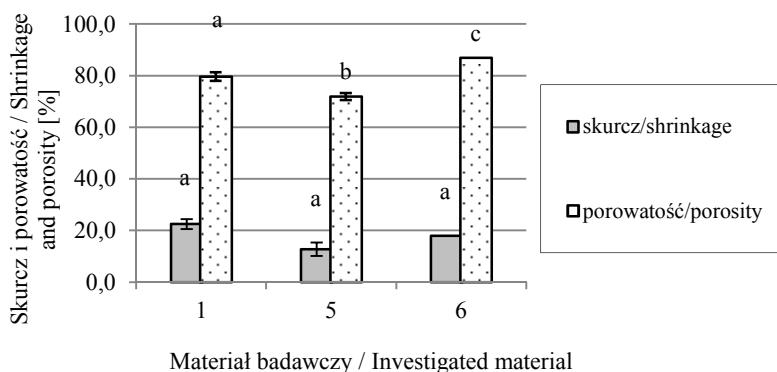 Skurcz i porowatość / Shrinkage
and porosity [%]
100,0
80,0
60,0
40,0
20,0
0,0
a
a
b
a
c
a
1
5
6
Materiał badawczy / Investigated material
skurcz/shrinkage
porowatość/porosity